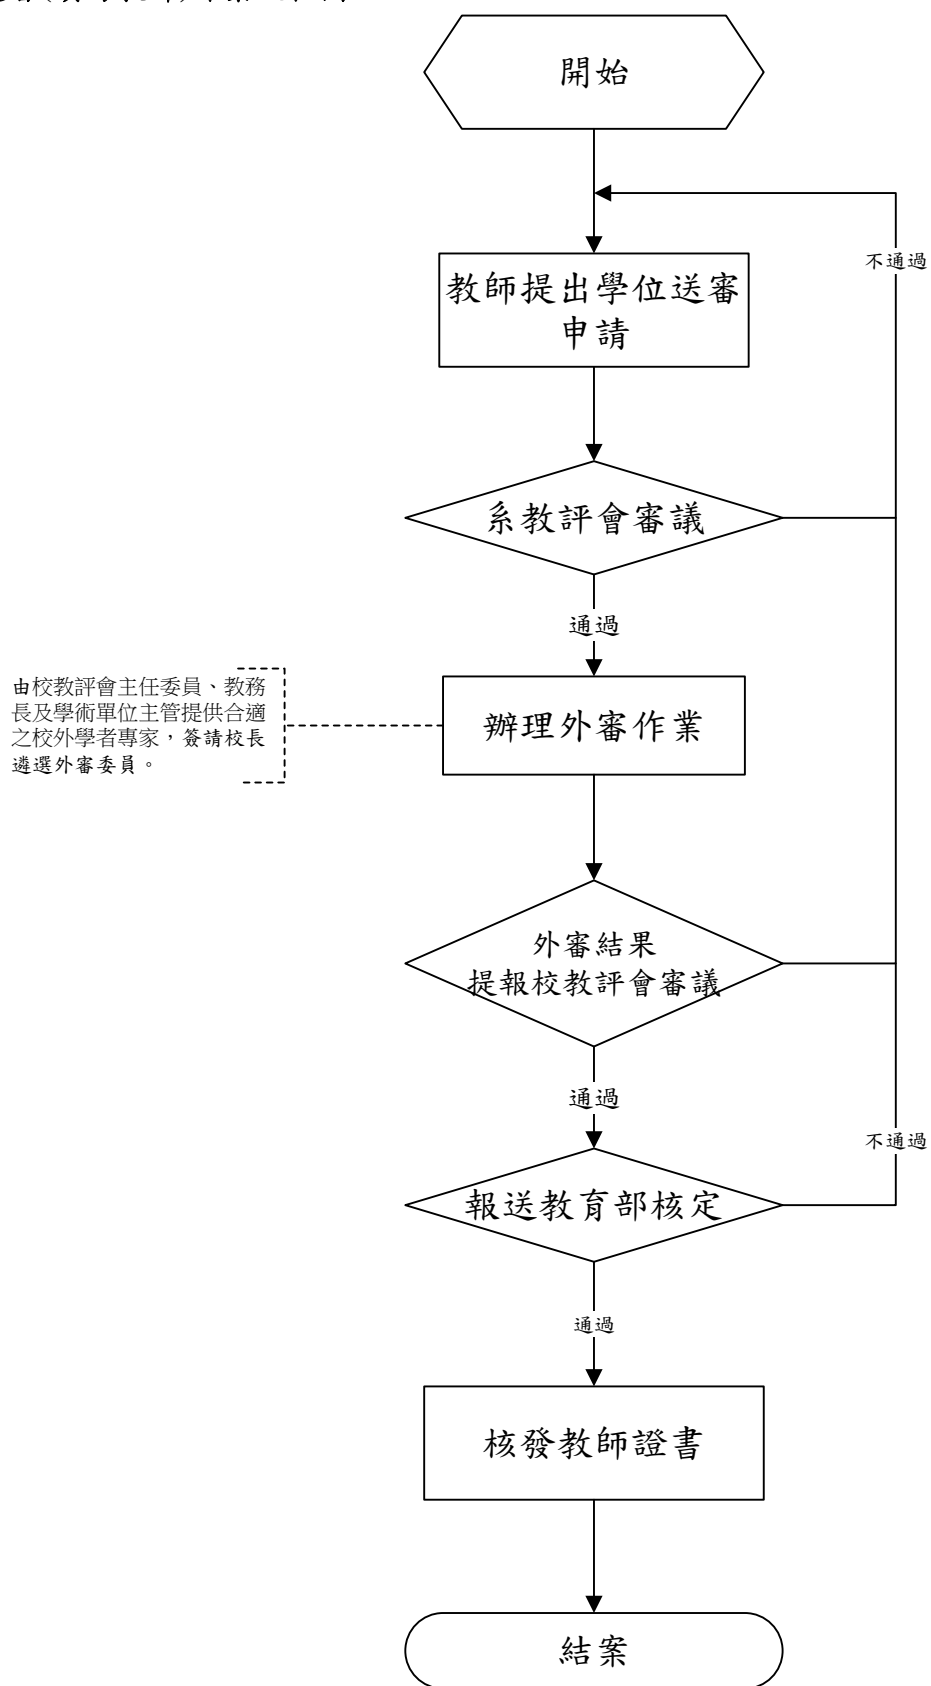 開始
不通過
教師提出學位送審
申請
系教評會審議
通過
由校教評會主任委員、教務
長及學術單位主管提供合適
之校外學者專家，簽請校長
遴選外審委員。
辦理外審作業
外審結果
提報校教評會審議
通過
不通過
報送教育部核定
通過
核發教師證書
結案